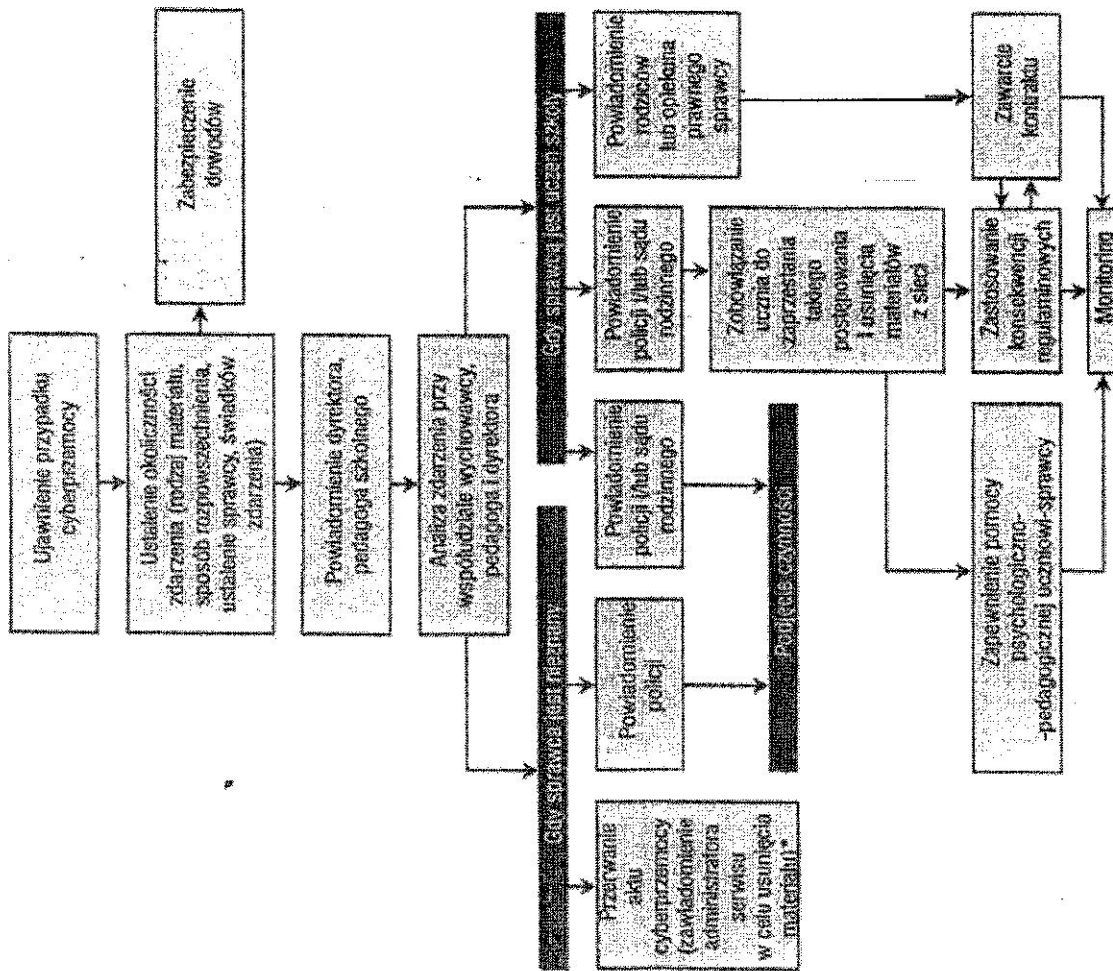 Ujawnienie przypadku
cyberprzemocy
Ustalenie okoliczności
zdarzenia (rodzaj materiału,
sposób rozpowszechnienia,
ustalenie sprawcy, świadków
zdarzenia)
Zabezpieczenie
dowodów
Powiadomienie dyrektora,
pedagoga szkolnego
Analiza zdarzenia przy
współudziale wychowawcy,
pedagoga i dyrektora
Gdy sprawca jest nieznany
Gdy sprawcą jest uczeń szkoły
Przerwanie
aktu
cyberprzemocy
(zawiadomienie
administratora
serwisu
w celu usunięcia
materiału)*
Powiadomienie
policji
Powiadomienie
policji i/lub sądu
rodzinnego
Powiadomienie
policji i/lub sądu
rodzinnego
Powiadomienie
rodziców
lub opiekuna
prawnego
sprawcy
Podjęcie czynności
Zobowiązanie
ucznia do
zaprzestania
takiego
postępowania
i usunięcia
materiałów
z sieci
Zapewnienie pomocy
psychologiczno-
-pedagogicznej uczniowi-sprawcy
Zastosowanie
konsekwencji
regulaminowych
Zawarcie
kontraktu
Monitoring